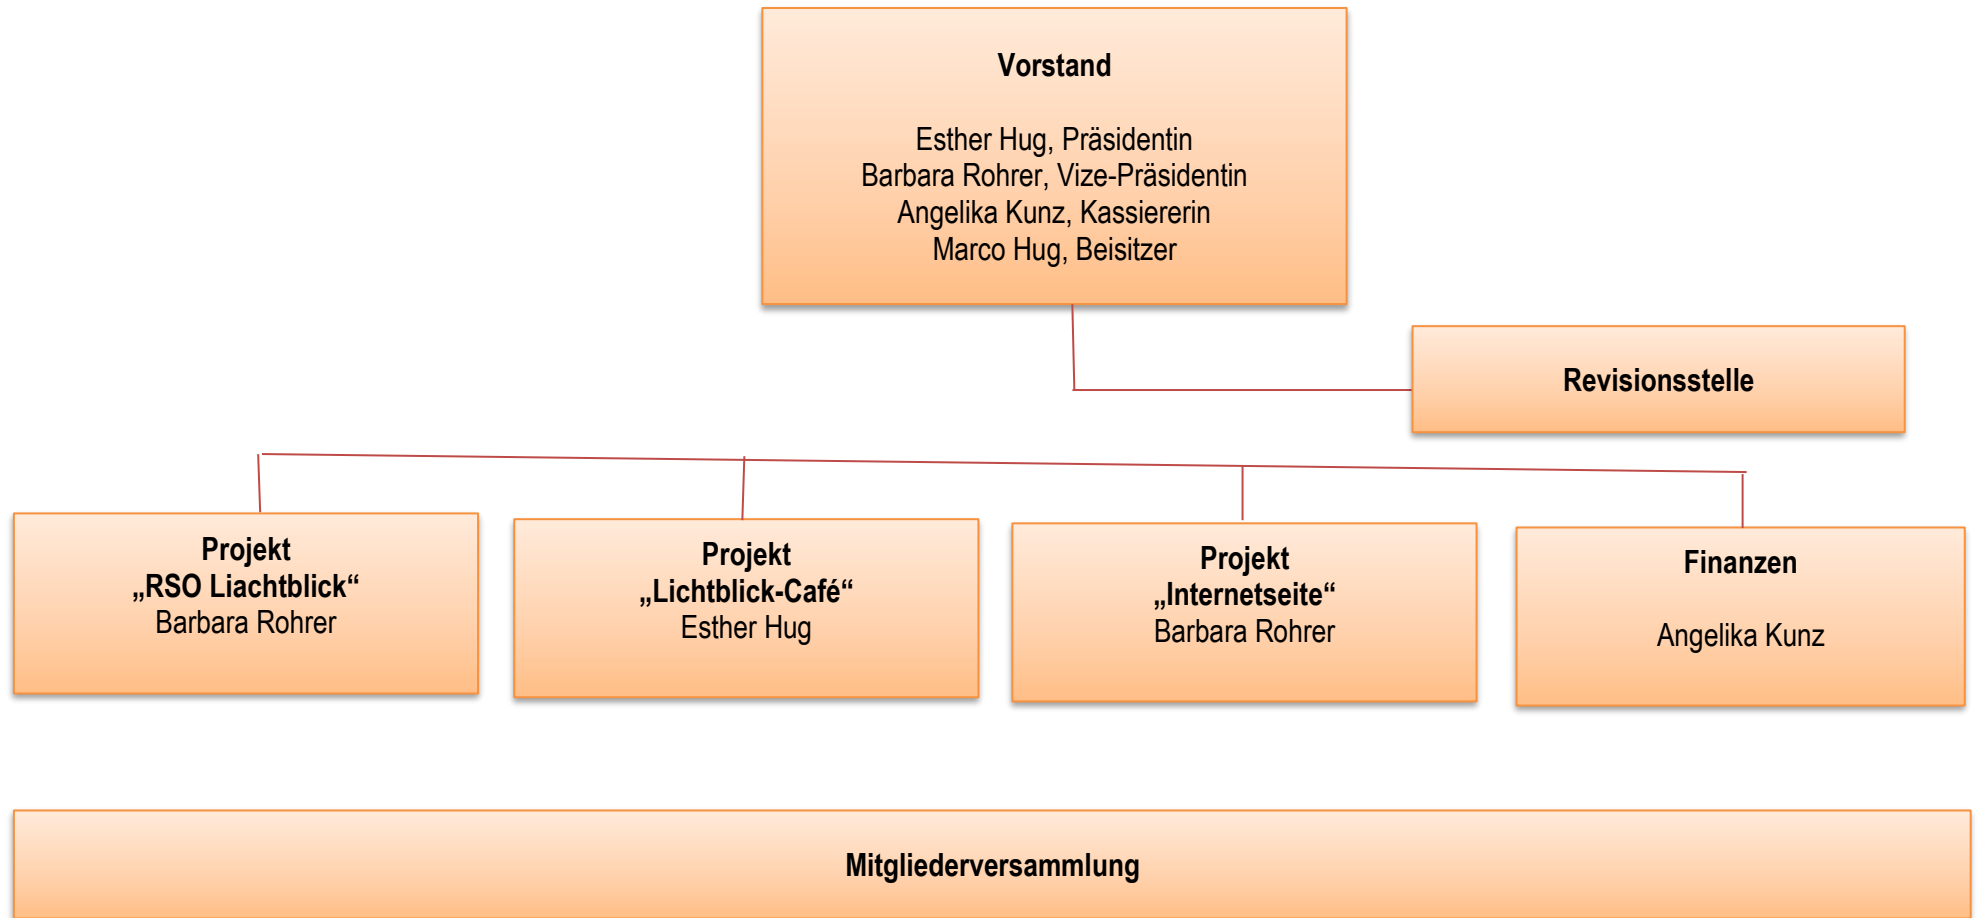 Vorstand
Esther Hug, Präsidentin
Barbara Rohrer, Vize-Präsidentin
Angelika Kunz, Kassiererin
Marco Hug, Beisitzer
Revisionsstelle
Projekt
„RSO Liachtblick“
Barbara Rohrer
Projekt
„Lichtblick-Café“
Esther Hug
Projekt
„Internetseite“
Barbara Rohrer
Finanzen
Angelika Kunz
Mitgliederversammlung